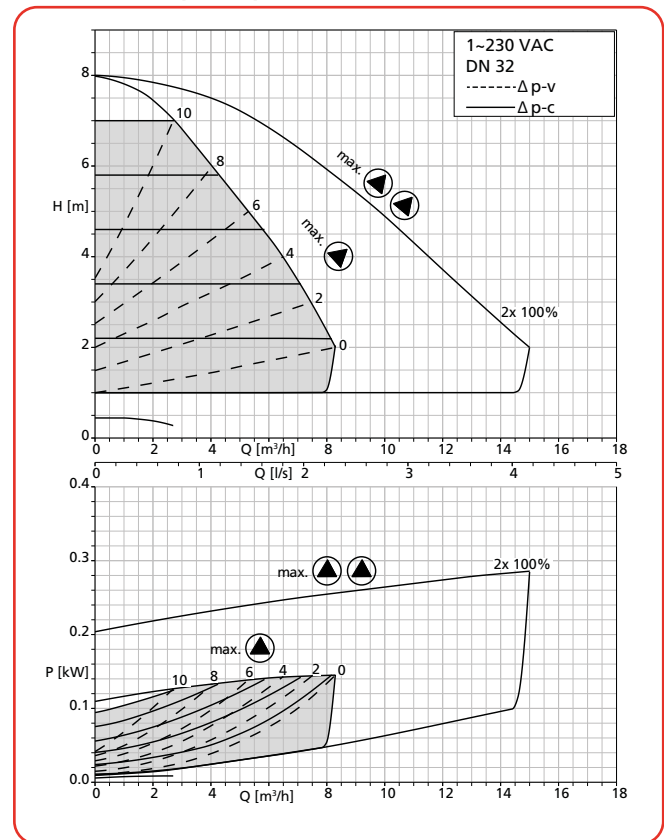 1~230 VAC
DN 32
Δ p-v
Δ p-c
8
6
H [m]
4
2
0
10
8
6
4
2
0
max.
max.
2x 100%
0 2 4 6 8 10 12 14 16 18
Q [m³/h]
0 1 2 3 4 5
Q [l/s]
0.4
0.3
0.2
P [kW]
0.1
0.0
max.
2x 100%
max.
10 8 6 4 2 0
0 2 4 6 8 10 12 14 16 18
Q [m³/h]